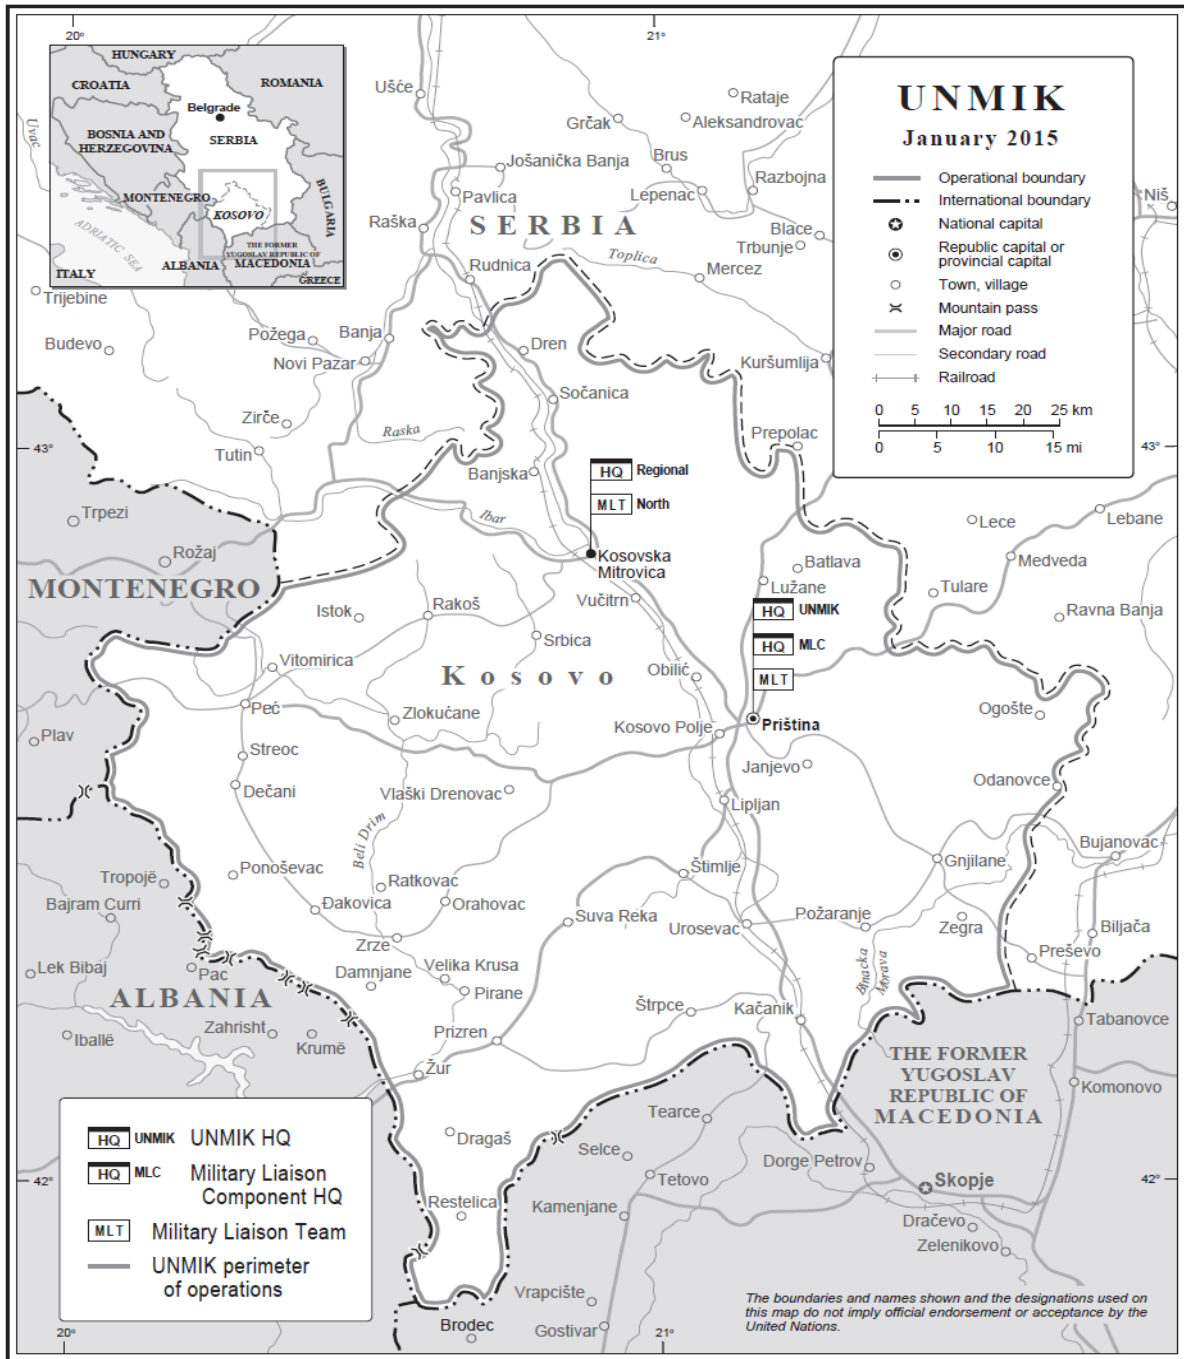 20°
21°
HUNGARY
CROATIA
ROMANIA
Belgrade
BOSNIA AND
HERZEGOVINA
SERBIA
MONTENEGRO
BULGARIA
KOSOVO
ADRIATIC SEA
THE FORMER
YUGOSLAV REPUBLIC OF
MACEDONIA
ALBANIA
ITALY
GREECE
UNMIK
January 2015
Operational boundary
International boundary
National capital
Republic capital or
provincial capital
Town, village
Mountain pass
Major road
Secondary road
Railroad
0 5 10 15 20 25 km
0 5 10 15 mi
Uvac
Ušće
Rataje
Grčak
Aleksandrovac
Jošanička Banja
Brus
Razbojna
Pavlica
Lepenac
Niš
Raška
SERBIA
Blace
Trbunje
Toplica
Rudnica
Mercez
Trijebine
Požega
Banja
Budevo
Dren
Novi Pazar
Kuršumlija
Sočanica
Zirče
Raska
Prepolac
43°
43°
Tutin
Banjska
HQ Regional
MLT North
Trpezi
Ibar
Lece
Lebane
Rožaj
Kosovska
Mitrovica
Batlava
Medveda
MONTENEGRO
Lužane
Tulare
Vučitrn
HQ UNMIK
Istok
Rakoš
Ravna Banja
Srbica
HQ MLC
Vitomirica
Kosovo
Obilić
MLT
Peć
Zlokućane
Ogošte
Plav
Kosovo Polje
Priština
Streoc
Janjevo
Odanovce
Dečani
Vlaški Drenovac
Lipljan
Beli Drim
Bujanovac
Gnjilane
Ponoševac
Štimlje
Tropojë
Ratkovac
Bajram Curri
Đakovica
Orahovac
Suva Reka
Požaranje
Urosevac
Zegra
Biljača
Zrze
Preševo
Lek Bibaj
Pac
Damnjane
Velika Krusa
Binacka
Morava
ALBANIA
Pirane
Štrpce
Kačanik
Zahrisht
Prizren
Tabanovce
Iballë
Krumë
Žur
THE FORMER
YUGOSLAV
REPUBLIC OF
MACEDONIA
Komonovo
Tearce
Dragaš
Selce
Dorge Petrov
42°
Tetovo
Skopje
42°
Restelica
Kamenjane
Dračevo
Zelenikovo
HQ UNMIK UNMIK HQ
HQ MLC Military Liaison
Component HQ
MLT Military Liaison Team
UNMIK perimeter
of operations
Vrapcište
Brodec
Gostivar
The boundaries and names shown and the designations used on
this map do not imply official endorsement or acceptance by the
United Nations.
20°
21°